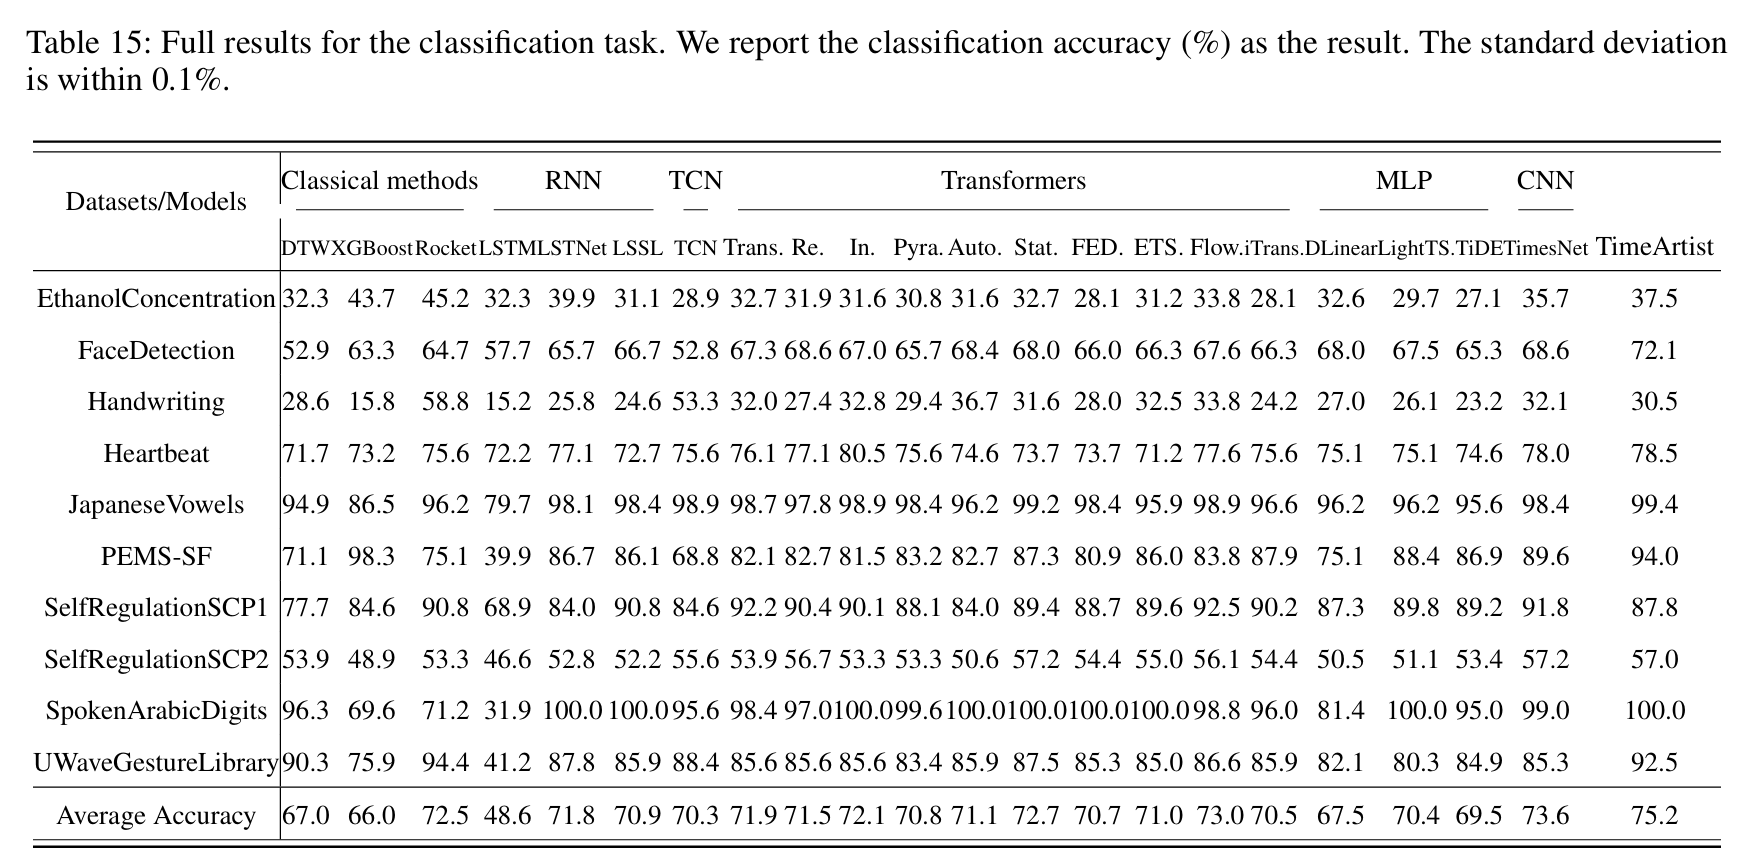 Table 15: Full results for the classification task. We report the classification accuracy (%) as the result. The standard deviation
is within 0.1%.
Datasets/Models Classical methods RNN TCN Transformers MLP CNN
DTW XGBoost Rocket LSTM LSTNet LSSL TCN Trans. Re. In. Pyra. Auto. Stat. FED. ETS. Flow. iTrans. DLinear LightTS. TiDE TimesNet TimeArtist
EthanolConcentration 32.3 43.7 45.2 32.3 39.9 31.1 28.9 32.7 31.9 31.6 30.8 31.6 32.7 28.1 31.2 33.8 28.1 32.6 29.7 27.1 35.7 37.5
FaceDetection 52.9 63.3 64.7 57.7 65.7 66.7 52.8 67.3 68.6 67.0 65.7 68.4 68.0 66.0 66.3 67.6 66.3 68.0 67.5 65.3 68.6 72.1
Handwriting 28.6 15.8 58.8 15.2 25.8 24.6 53.3 32.0 27.4 32.8 29.4 36.7 31.6 28.0 32.5 33.8 24.2 27.0 26.1 23.2 32.1 30.5
Heartbeat 71.7 73.2 75.6 72.2 77.1 72.7 75.6 76.1 77.1 80.5 75.6 74.6 73.7 73.7 71.2 77.6 75.6 75.1 75.1 74.6 78.0 78.5
JapaneseVowels 94.9 86.5 96.2 79.7 98.1 98.4 98.9 98.7 97.8 98.9 98.4 96.2 99.2 98.4 95.9 98.9 96.6 96.2 96.2 95.6 98.4 99.4
PEMS-SF 71.1 98.3 75.1 39.9 86.7 86.1 68.8 82.1 82.7 81.5 83.2 82.7 87.3 80.9 86.0 83.8 87.9 75.1 88.4 86.9 89.6 94.0
SelfRegulationSCP1 77.7 84.6 90.8 68.9 84.0 90.8 84.6 92.2 90.4 90.1 88.1 84.0 89.4 88.7 89.6 92.5 90.2 87.3 89.8 89.2 91.8 87.8
SelfRegulationSCP2 53.9 48.9 53.3 46.6 52.8 52.2 55.6 53.9 56.7 53.3 53.3 50.6 57.2 54.4 55.0 56.1 54.4 50.5 51.1 53.4 57.2 57.0
SpokenArabicDigits 96.3 69.6 71.2 31.9 100.0 100.0 95.6 98.4 97.0 100.0 99.6 100.0 100.0 100.0 100.0 98.8 96.0 81.4 100.0 95.0 99.0 100.0
UWaveGestureLibrary 90.3 75.9 94.4 41.2 87.8 85.9 88.4 85.6 85.6 85.6 83.4 85.9 87.5 85.3 85.0 86.6 85.9 82.1 80.3 84.9 85.3 92.5
Average Accuracy 67.0 66.0 72.5 48.6 71.8 70.9 70.3 71.9 71.5 72.1 70.8 71.1 72.7 70.7 71.0 73.0 70.5 67.5 70.4 69.5 73.6 75.2